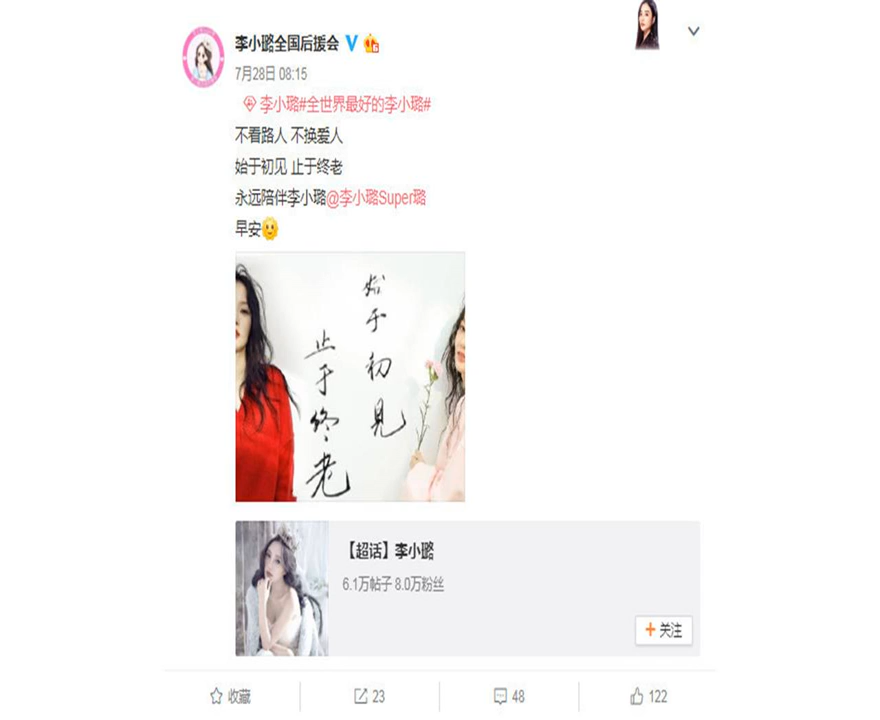 李小璐全国后援会
7月28日 08:15
李小璐#全世界最好的李小璐#
不看路人 不换爱人
始于初见 止于终老
永远陪伴李小璐@李小璐Super璐
早安
始于初見
止于终老
【超话】李小璐
6.1万帖子 8.0万粉丝
+ 关注
收藏
23
48
122